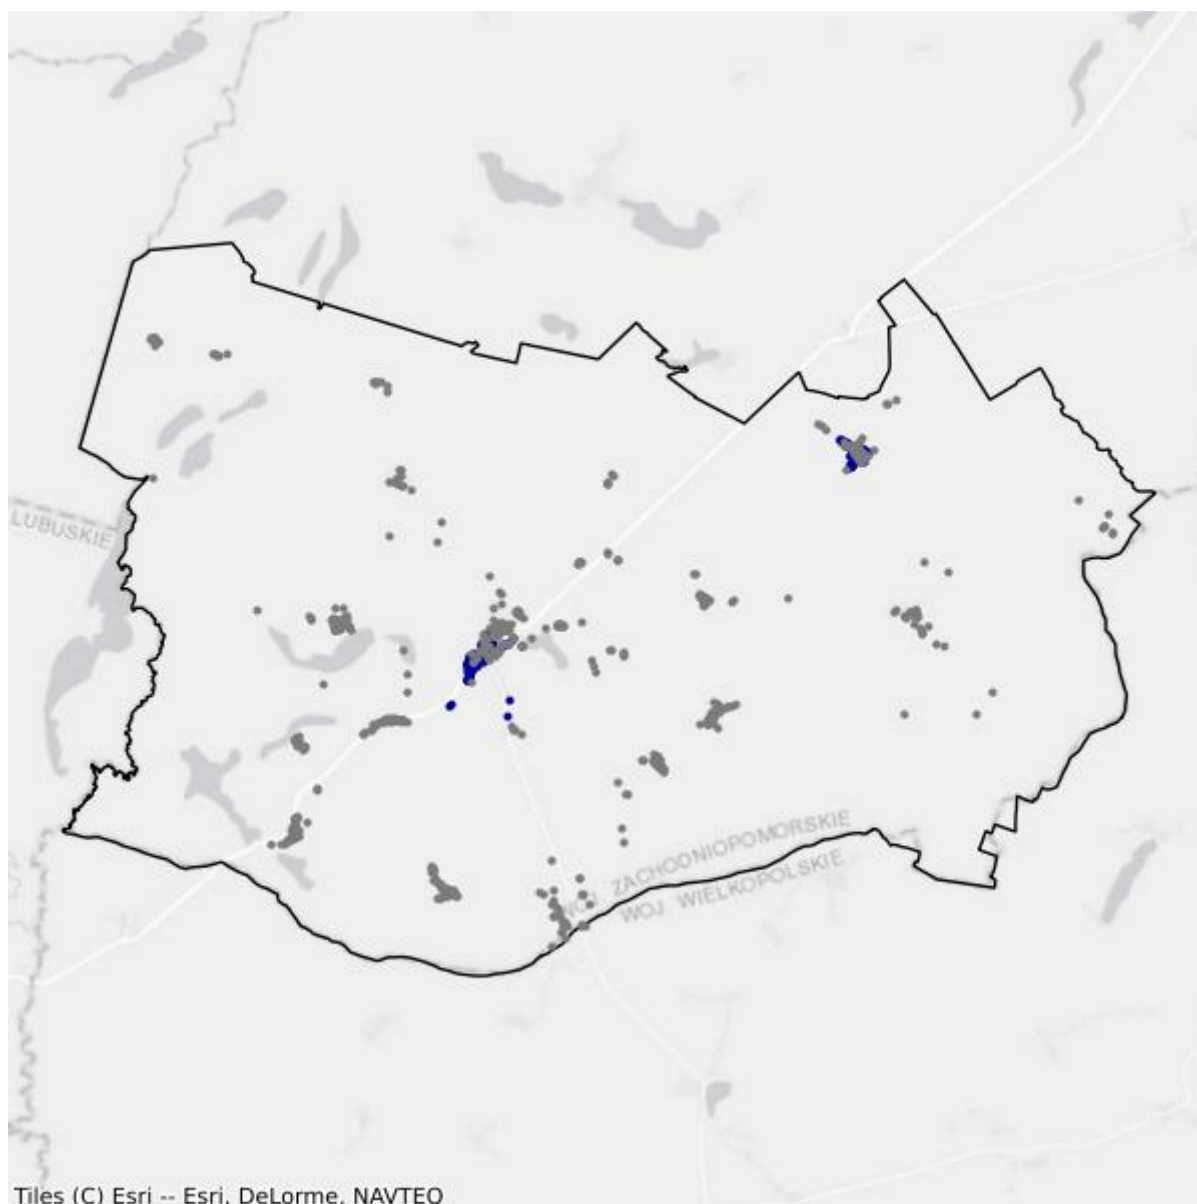 LUBUSKIE
WOJ. ZACHODNIOPOMORSKIE
WOJ. WIELKOPOLSKIE
Tiles (C) Esri -- Esri, DeLorme, NAVTEQ